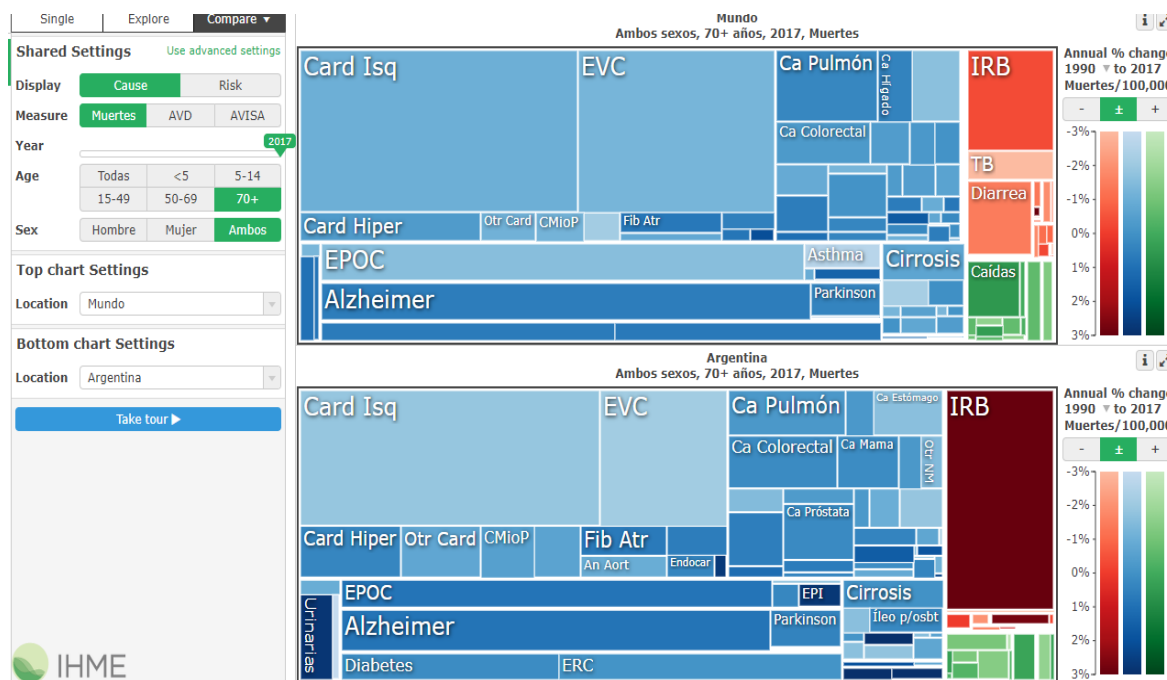 Single Explore Compare ▾
Shared Settings Use advanced settings
Display Cause Risk
Measure Muertes AVD AVISA
Year 2017
Age Todas <5 5-14
15-49 50-69 70+
Sex Hombre Mujer Ambos
Top chart Settings
Location Mundo
Bottom chart Settings
Location Argentina
Take tour ▶
IHME
Mundo
Ambos sexos, 70+ años, 2017, Muertes
Card Isq
EVC
Ca Pulmón
Ca Hígado
Ca Colorectal
IRB
TB
Diarrea
Card Hiper
Otr Card
CMioP
Fib Atr
EPOC
Asthma
Cirrosis
Caídas
Alzheimer
Parkinson
i
Annual % change
1990 ▾ to 2017
Muertes/100,000
- ± +
-3%
-2%
-1%
0%
1%
2%
3%
Argentina
Ambos sexos, 70+ años, 2017, Muertes
Card Isq
EVC
Ca Pulmón
Ca Estómago
Ca Colorectal
Ca Mama
Otr NM
Ca Próstata
IRB
Card Hiper
Otr Card
CMioP
Fib Atr
An Aort
Endocar
Urinarias
EPOC
EPI
Cirrosis
Alzheimer
Parkinson
Íleo p/osbt
Diabetes
ERC
i
Annual % change
1990 ▾ to 2017
Muertes/100,000
- ± +
-3%
-2%
-1%
0%
1%
2%
3%